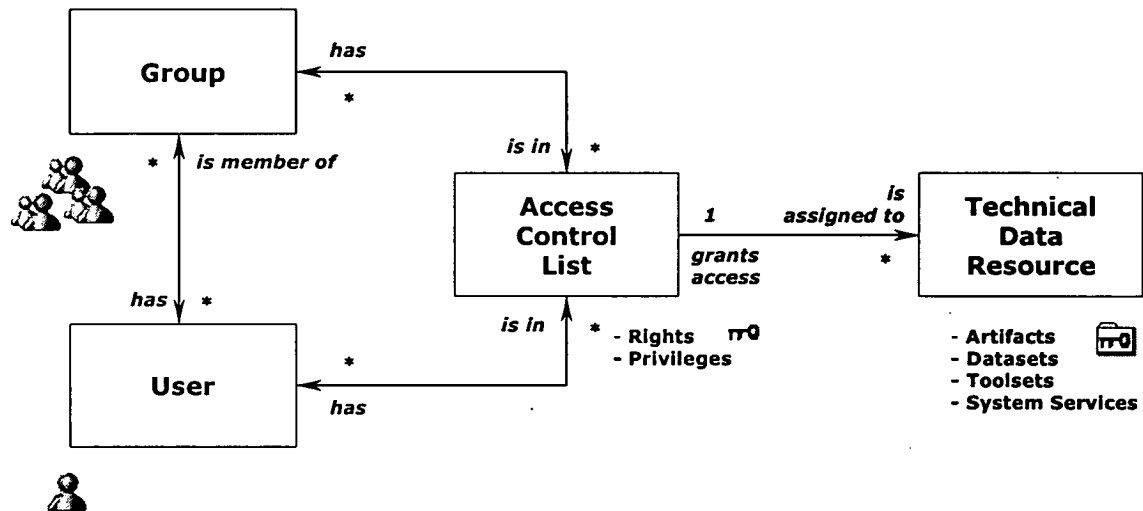 Group
has
*
* is member of
is in *
Access
Control
List
1
grants
access
is
assigned to
*
Technical
Data
Resource
has *
is in *
- Rights
- Privileges
- Artifacts
- Datasets
- Toolsets
- System Services
User
*
has